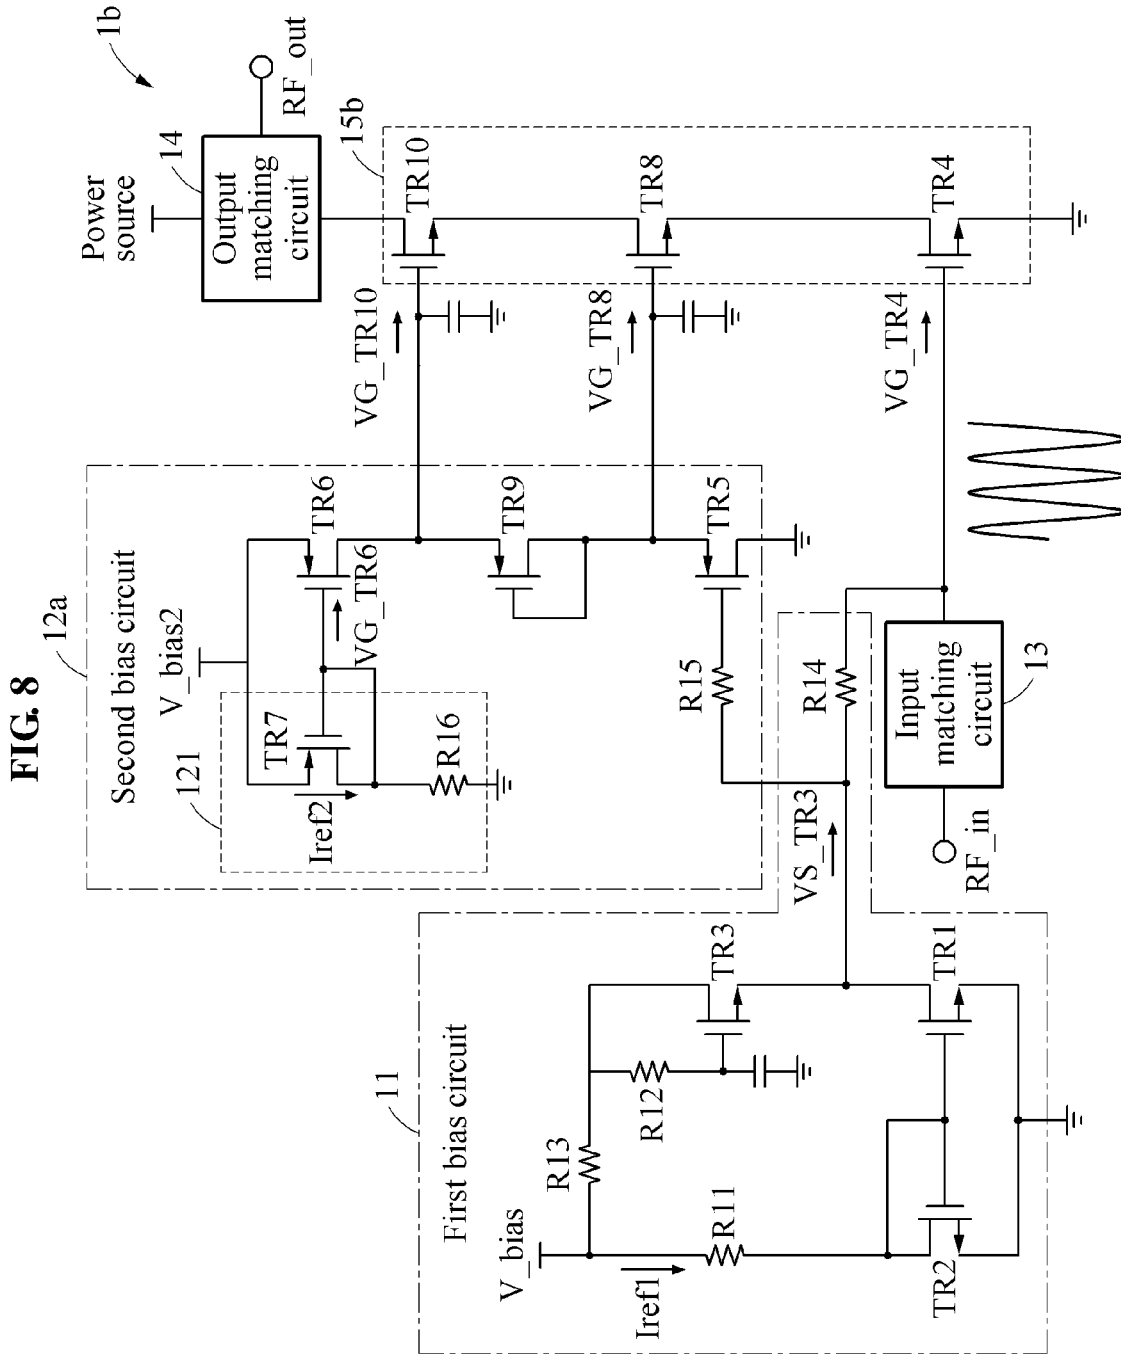 FIG. 8
1b
Power
source
14
Output
matching
circuit
RF_out
15b
TR10
TR8
TR4
VG_TR10
VG_TR8
VG_TR4
12a
Second bias circuit
V_bias2
121
TR7
Iref2
R16
TR6
VG_TR6
TR9
TR5
R15
R14
VS_TR3
Input
matching
circuit
13
RF_in
11
First bias circuit
V_bias
R13
R12
TR3
Iref1
R11
TR2
TR1